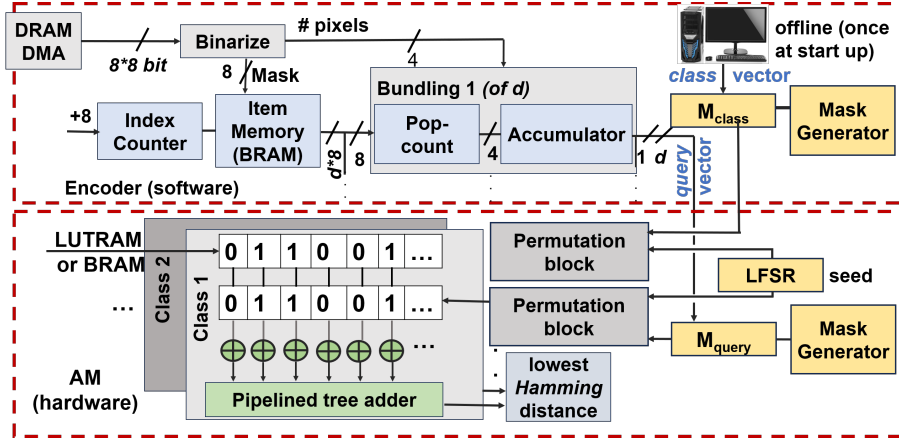 DRAM
DMA
8*8 bit
Binarize
# pixels
4
8
Mask
+8
Index
Counter
Item
Memory
(BRAM)
d*8
8
Bundling 1 (of d)
Pop-
count
4
Accumulator
1
d
offline (once
at start up)
class vector
M class
Mask
Generator
query
vector
Encoder (software)
LUTRAM
or BRAM
...
Class 2
Class 1
0 1 1 0 0 1 ...
0 1 1 0 0 1 ...
...
Pipelined tree adder
AM
(hardware)
Permutation
block
Permutation
block
LFSR
seed
M query
Mask
Generator
lowest
Hamming
distance